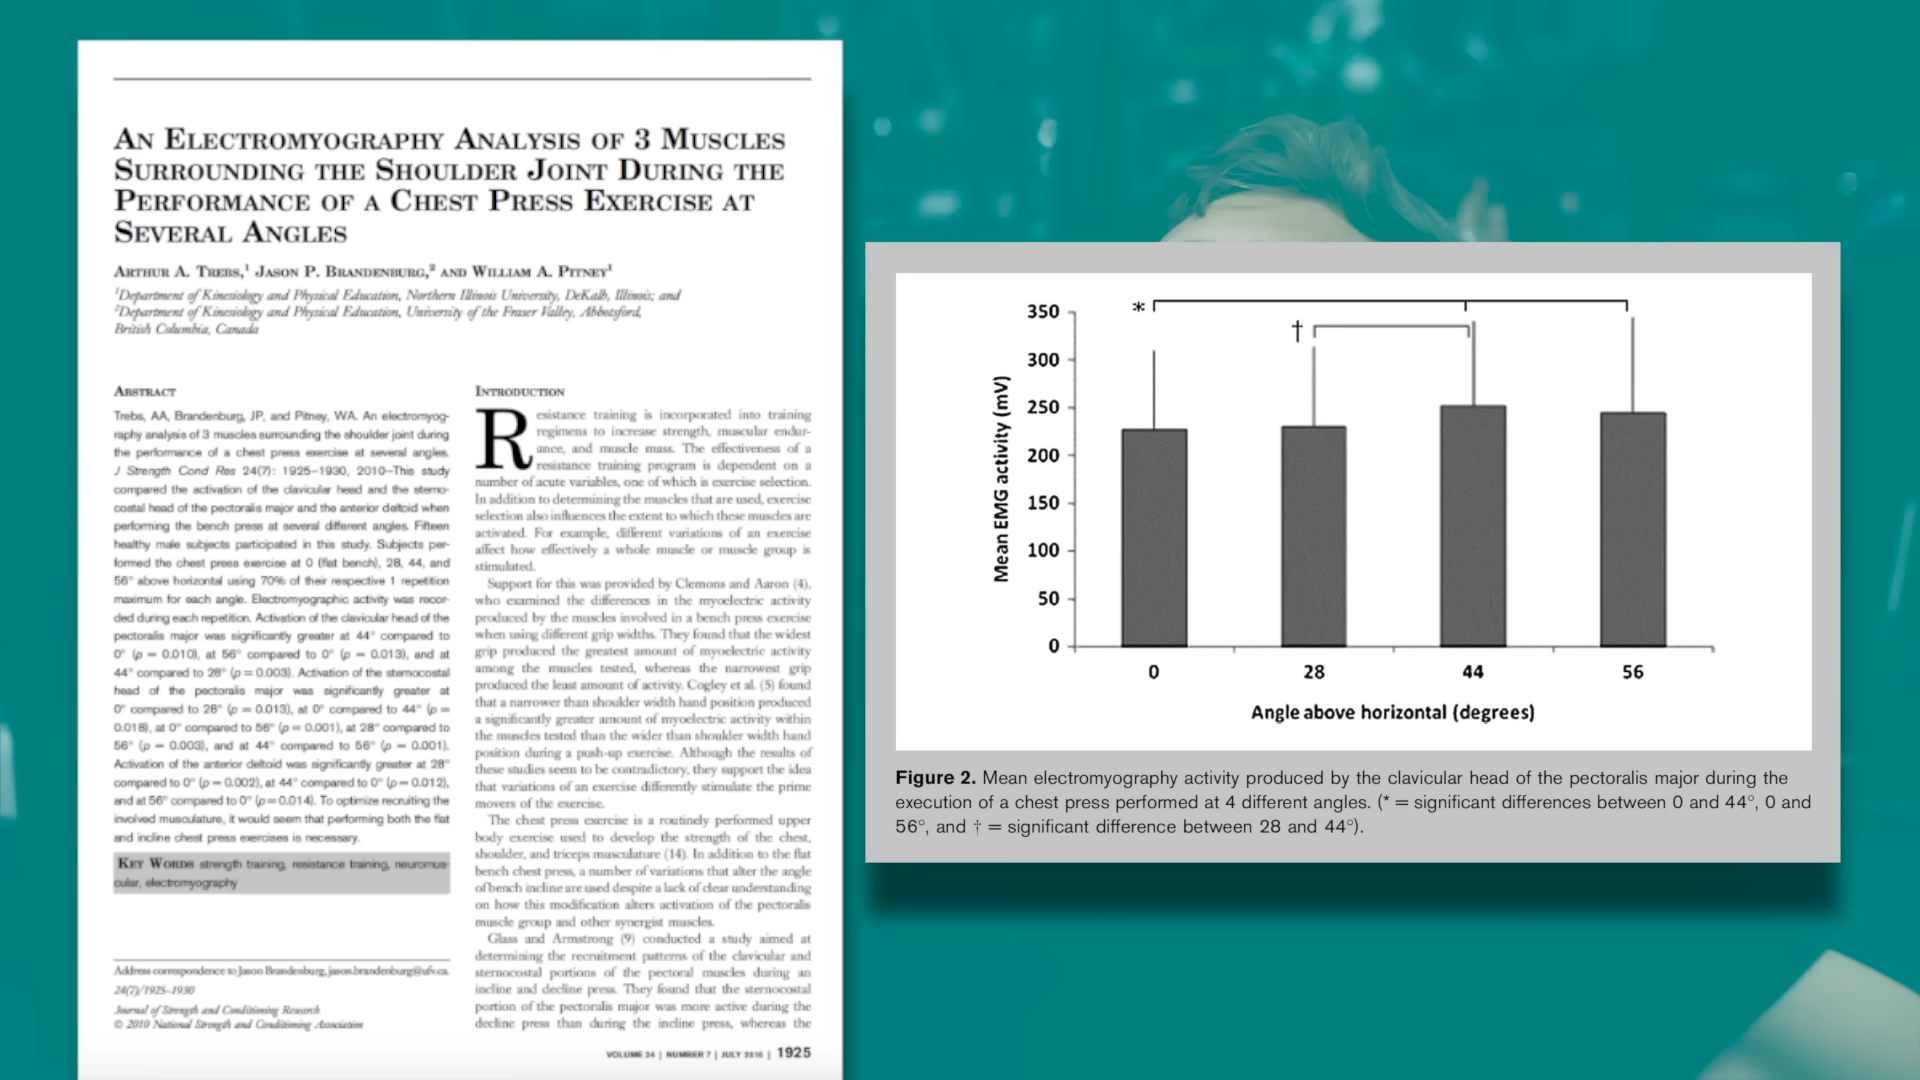 AN ELECTROMYOGRAPHY ANALYSIS OF 3 MUSCLES
SURROUNDING THE SHOULDER JOINT DURING THE
PERFORMANCE OF A CHEST PRESS EXERCISE AT
SEVERAL ANGLES
ARTHUR A. TREBS,¹ JASON P. BRANDENBURG,² AND WILLIAM A. PITNEY¹
¹Department of Kinesiology and Physical Education, Northern Illinois University, DeKalb, Illinois; and
²Department of Kinesiology and Physical Education, University of the Fraser Valley, Abbotsford,
British Columbia, Canada
ABSTRACT
Trebs, AA, Brandenburg, JP, and Pitney, WA. An electromyog-
raphy analysis of 3 muscles surrounding the shoulder joint during
the performance of a chest press exercise at several angles.
J Strength Cond Res 24(7): 1925–1930, 2010–This study
compared the activation of the clavicular head and the sterno-
costal head of the pectoralis major and the anterior deltoid when
performing the bench press at several different angles. Fifteen
healthy male subjects participated in this study. Subjects per-
formed the chest press exercise at 0 (flat bench), 28, 44, and
56° above horizontal using 70% of their respective 1 repetition
maximum for each angle. Electromyographic activity was recor-
ded during each repetition. Activation of the clavicular head of the
pectoralis major was significantly greater at 44° compared to
0° (p = 0.010), at 56° compared to 0° (p = 0.013), and at
44° compared to 28° (p = 0.003). Activation of the sternocostal
head of the pectoralis major was significantly greater at
0° compared to 28° (p = 0.013), at 0° compared to 44° (p =
0.018), at 0° compared to 56° (p = 0.001), at 28° compared to
56° (p = 0.003), and at 44° compared to 56° (p = 0.001).
Activation of the anterior deltoid was significantly greater at 28°
compared to 0° (p = 0.002), at 44° compared to 0° (p = 0.012),
and at 56° compared to 0° (p = 0.014). To optimize recruiting the
involved musculature, it would seem that performing both the flat
and incline chest press exercises is necessary.
KEY WORDS strength training, resistance training, neuromus-
cular, electromyography
Address correspondence to Jason Brandenburg, jason.brandenburg@ufv.ca.
24(7)/1925–1930
Journal of Strength and Conditioning Research
© 2010 National Strength and Conditioning Association
INTRODUCTION
Resistance training is incorporated into training
regimens to increase strength, muscular endur-
ance, and muscle mass. The effectiveness of a
resistance training program is dependent on a
number of acute variables, one of which is exercise selection.
In addition to determining the muscles that are used, exercise
selection also influences the extent to which these muscles are
activated. For example, different variations of an exercise
affect how effectively a whole muscle or muscle group is
stimulated.
Support for this was provided by Clemons and Aaron (4),
who examined the differences in the myoelectric activity
produced by the muscles involved in a bench press exercise
when using different grip widths. They found that the widest
grip produced the greatest amount of myoelectric activity
among the muscles tested, whereas the narrowest grip
produced the least amount of activity. Cogley et al. (5) found
that a narrower than shoulder width hand position produced
a significantly greater amount of myoelectric activity within
the muscles tested than the wider than shoulder width hand
position during a push-up exercise. Although the results of
these studies seem to be contradictory, they support the idea
that variations of an exercise differently stimulate the prime
movers of the exercise.
The chest press exercise is a routinely performed upper
body exercise used to develop the strength of the chest,
shoulder, and triceps musculature (14). In addition to the flat
bench chest press, a number of variations that alter the angle
of bench incline are used despite a lack of clear understanding
on how this modification alters activation of the pectoralis
muscle group and other synergist muscles.
Glass and Armstrong (9) conducted a study aimed at
determining the recruitment patterns of the clavicular and
sternocostal portions of the pectoral muscles during an
incline and decline press. They found that the sternocostal
portion of the pectoralis major was more active during the
decline press than during the incline press, whereas the
VOLUME 24 | NUMBER 7 | JULY 2010 | 1925
*
†
350
300
250
200
150
100
50
0
Mean EMG activity (mV)
0 28 44 56
Angle above horizontal (degrees)
Figure 2. Mean electromyography activity produced by the clavicular head of the pectoralis major during the
execution of a chest press performed at 4 different angles. (* = significant differences between 0 and 44°, 0 and
56°, and † = significant difference between 28 and 44°).